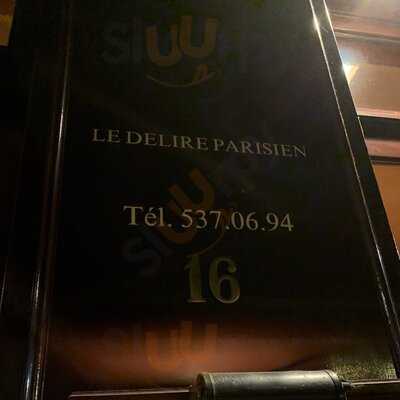 LE DELIRE PARISIEN
Tél. 537.06.94
16